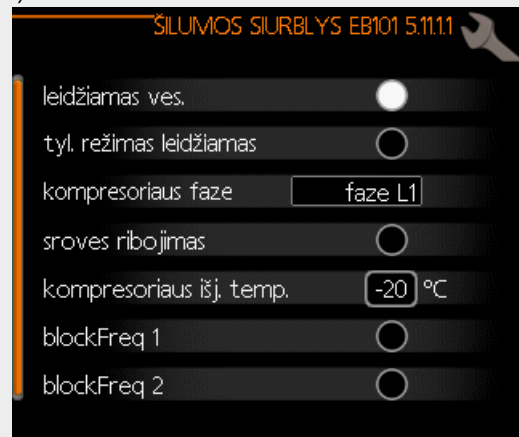 ŠILUMOS SIURBLYS EB101 5.11.1.1
leidžiamas ves.
tyl. režimas leidžiamas
kompresoriaus faze faze L1
sroves ribojimas
kompresoriaus išj. temp. -20 °C
blockFreq 1
blockFreq 2